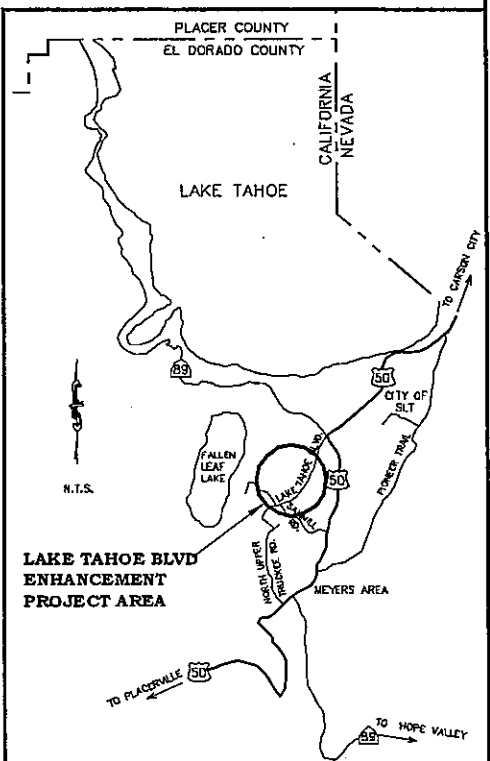 PLACER COUNTY
EL DORADO COUNTY
CALIFORNIA
NEVADA
LAKE TAHOE
TO CARSON CITY
89
50
CITY OF
SLT
PIONEER TRAIL
FALLEN
LEAF
LAKE
LAKE TAHOE BLVD.
50
SAWMILL
RD.
N.T.S.
LAKE TAHOE BLVD
ENHANCEMENT
PROJECT AREA
NORTH UPPER
TRUCKEE RD.
MEYERS AREA
50
TO PLACERVILLE
89
TO HOPE VALLEY